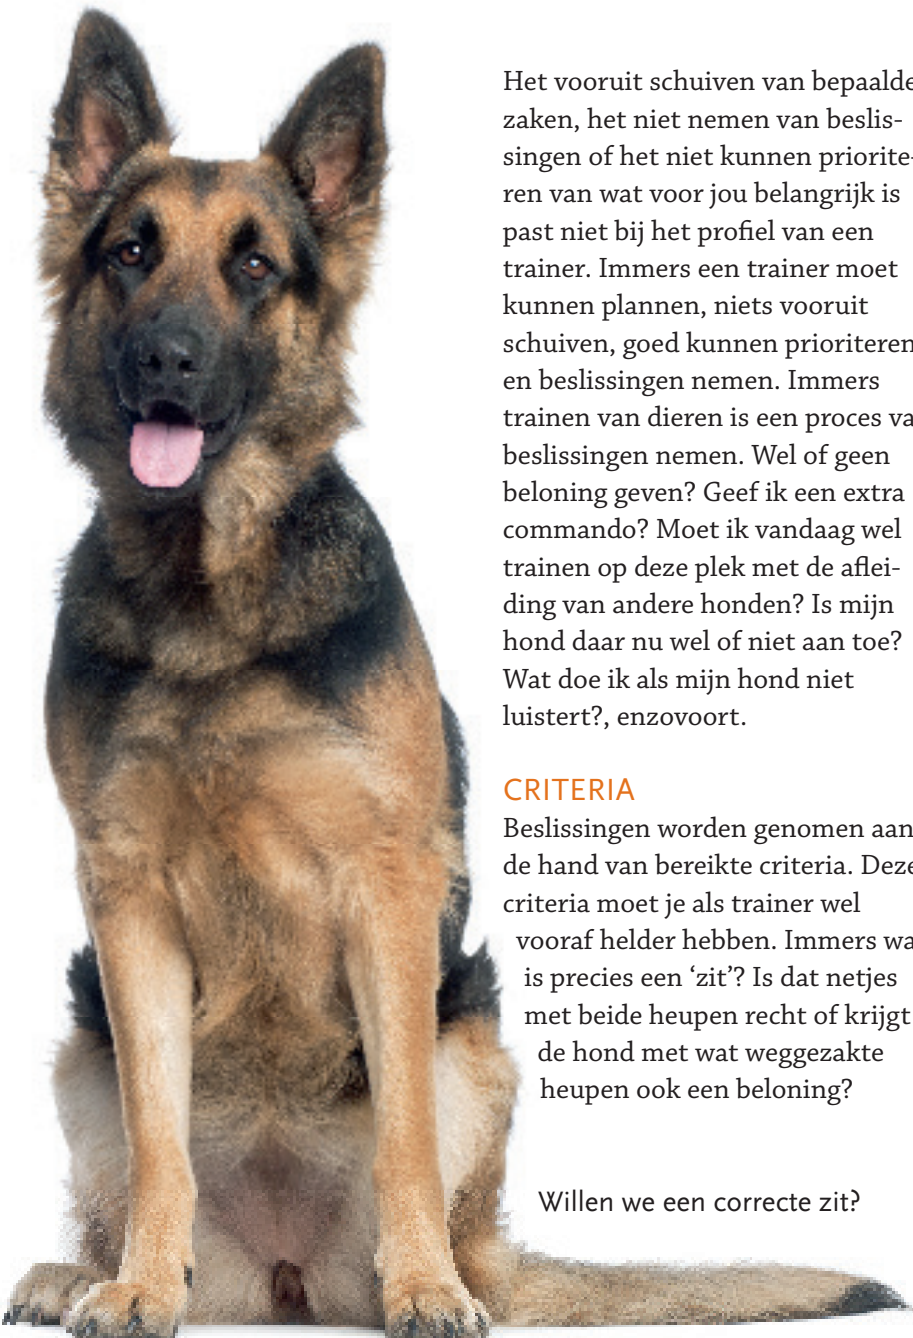 Het vooruit schuiven van bepaalde
zaken, het niet nemen van beslis-
singen of het niet kunnen priorite-
ren van wat voor jou belangrijk is
past niet bij het profiel van een
trainer. Immers een trainer moet
kunnen plannen, niets vooruit
schuiven, goed kunnen prioriteren
en beslissingen nemen. Immers
trainen van dieren is een proces va
beslissingen nemen. Wel of geen
beloning geven? Geef ik een extra
commando? Moet ik vandaag wel
trainen op deze plek met de aflei-
ding van andere honden? Is mijn
hond daar nu wel of niet aan toe?
Wat doe ik als mijn hond niet
luistert?, enzovoort.
CRITERIA
Beslissingen worden genomen aan
de hand van bereikte criteria. Deze
criteria moet je als trainer wel
vooraf helder hebben. Immers wa
is precies een ‘zit’? Is dat netjes
met beide heupen recht of krijgt
de hond met wat weggezakte
heupen ook een beloning?
Willen we een correcte zit?